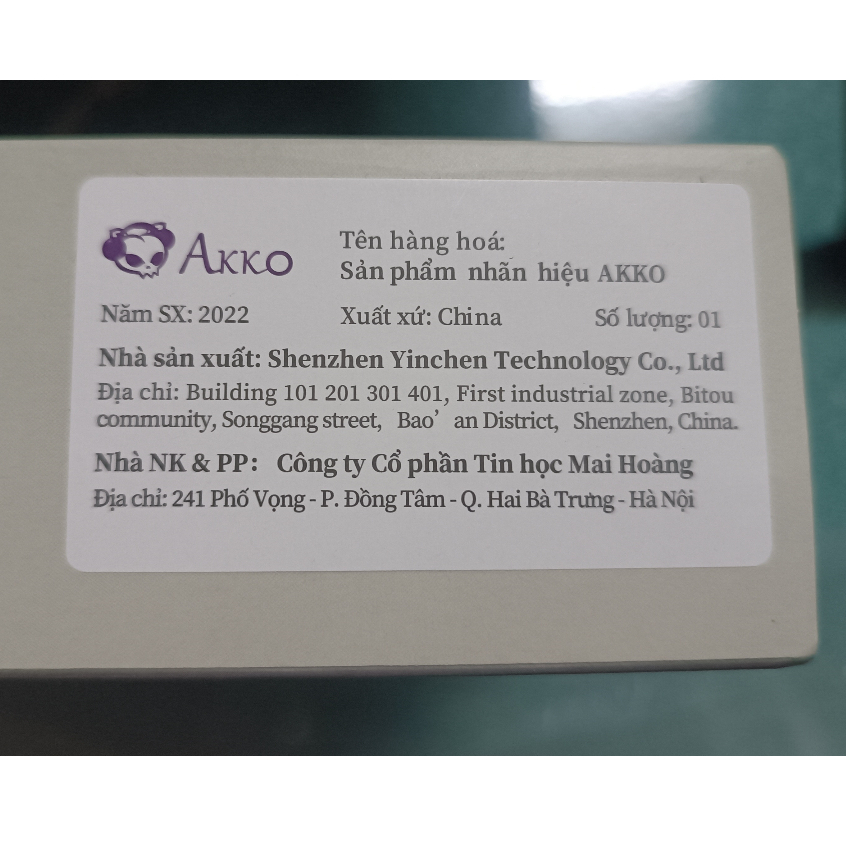 AKKO
Tên hàng hoá:
Sản phẩm nhãn hiệu AKKO
Năm SX: 2022 Xuất xứ: China Số lượng: 01
Nhà sản xuất: Shenzhen Yinchen Technology Co., Ltd
Địa chỉ: Building 101 201 301 401, First industrial zone, Bitou
community, Songgang street, Bao’an District, Shenzhen, China.
Nhà NK & PP: Công ty Cổ phần Tin học Mai Hoàng
Địa chỉ: 241 Phố Vọng - P. Đồng Tâm - Q. Hai Bà Trưng - Hà Nội